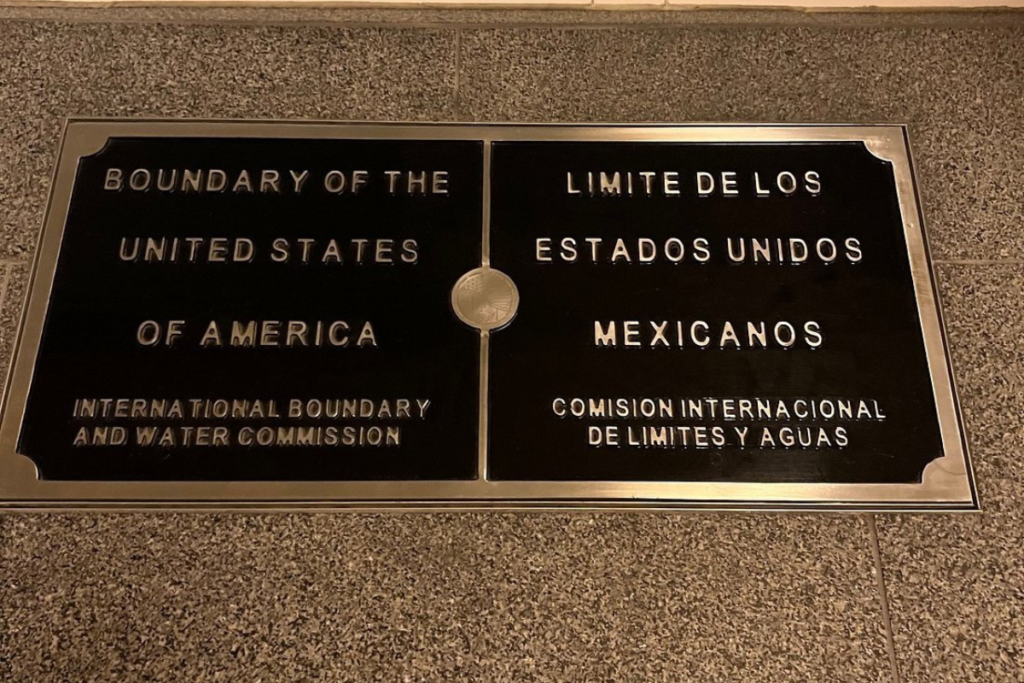 BOUNDARY OF THE
UNITED STATES
OF AMERICA
INTERNATIONAL BOUNDARY
AND WATER COMMISSION
LIMITE DE LOS
ESTADOS UNIDOS
MEXICANOS
COMISION INTERNACIONAL
DE LIMITES Y AGUAS